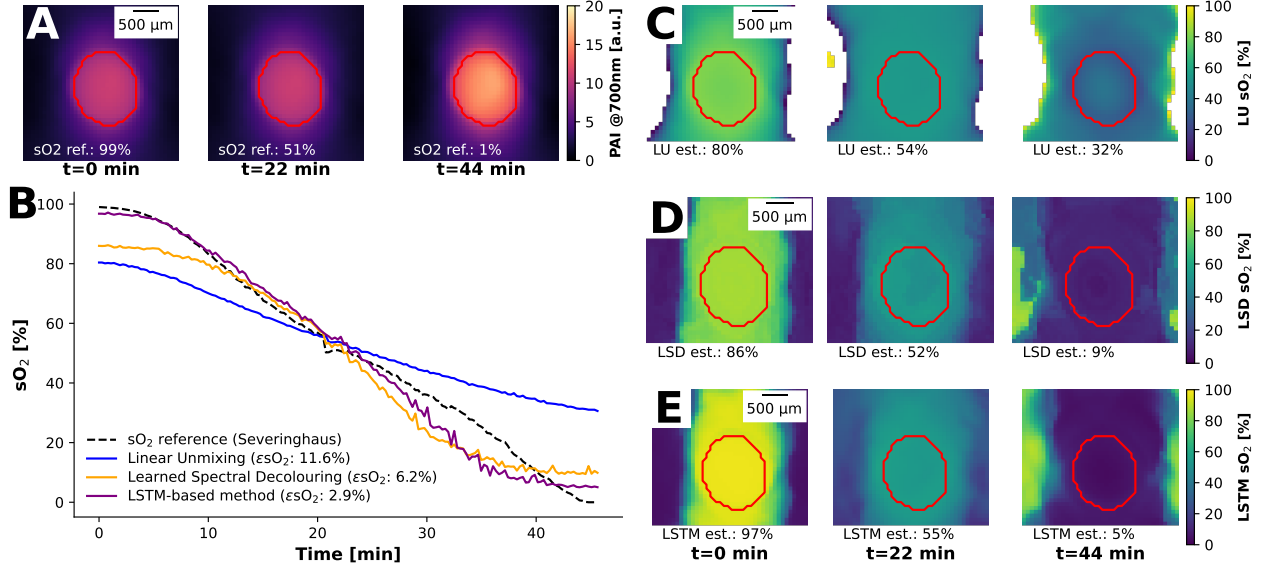 A
500 µm
sO2 ref.: 99%
sO2 ref.: 51%
sO2 ref.: 1%
t=0 min
t=22 min
t=44 min
20
15
10
5
0
PAI @700nm [a.u.]
B
100
80
60
40
20
0
sO₂ [%]
sO₂ reference (Severinghaus)
Linear Unmixing (εsO₂: 11.6%)
Learned Spectral Decolouring (εsO₂: 6.2%)
LSTM-based method (εsO₂: 2.9%)
0
10
20
30
40
Time [min]
C
500 µm
LU est.: 80%
LU est.: 54%
LU est.: 32%
100
80
60
40
20
0
LU sO₂ [%]
D
500 µm
LSD est.: 86%
LSD est.: 52%
LSD est.: 9%
100
80
60
40
20
0
LSD sO₂ [%]
E
500 µm
LSTM est.: 97%
LSTM est.: 55%
LSTM est.: 5%
t=0 min
t=22 min
t=44 min
100
80
60
40
20
0
LSTM sO₂ [%]